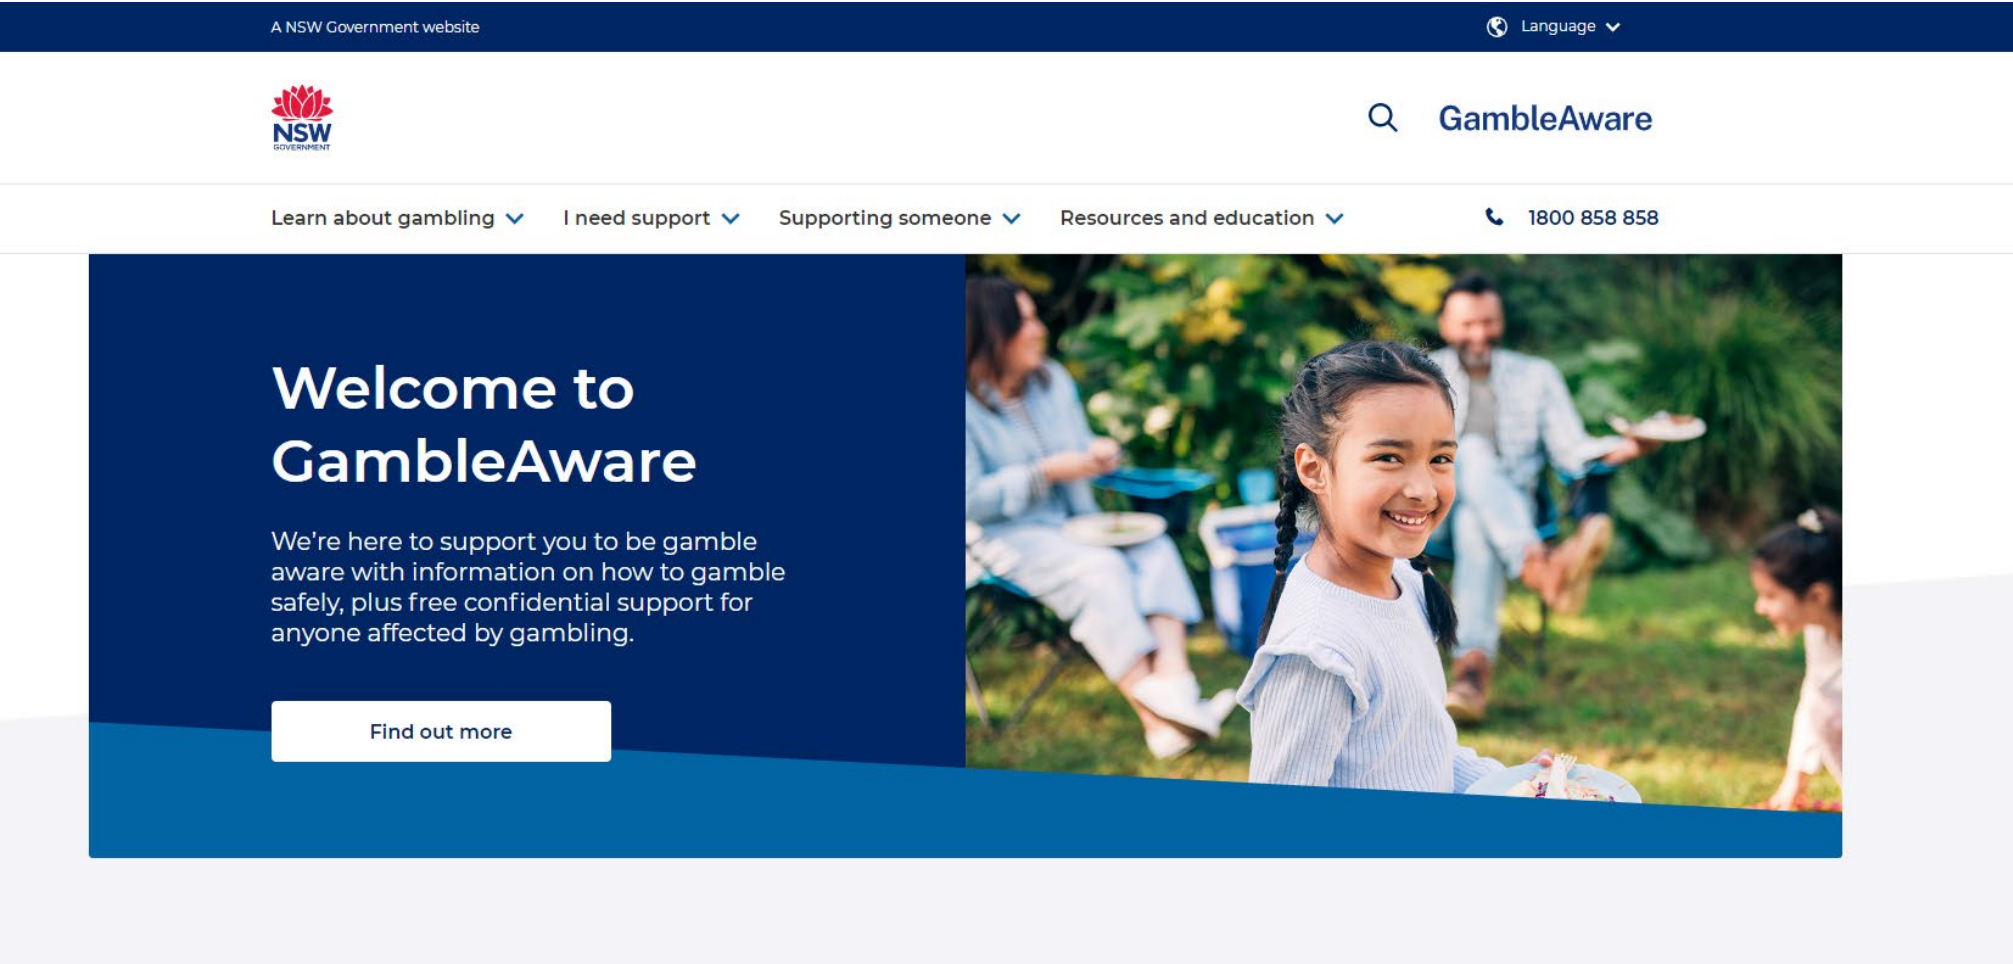 A NSW Government website
Language
NSW
GOVERNMENT
GambleAware
Learn about gambling
I need support
Supporting someone
Resources and education
1800 858 858
Welcome to
GambleAware
We're here to support you to be gamble
aware with information on how to gamble
safely, plus free confidential support for
anyone affected by gambling.
Find out more